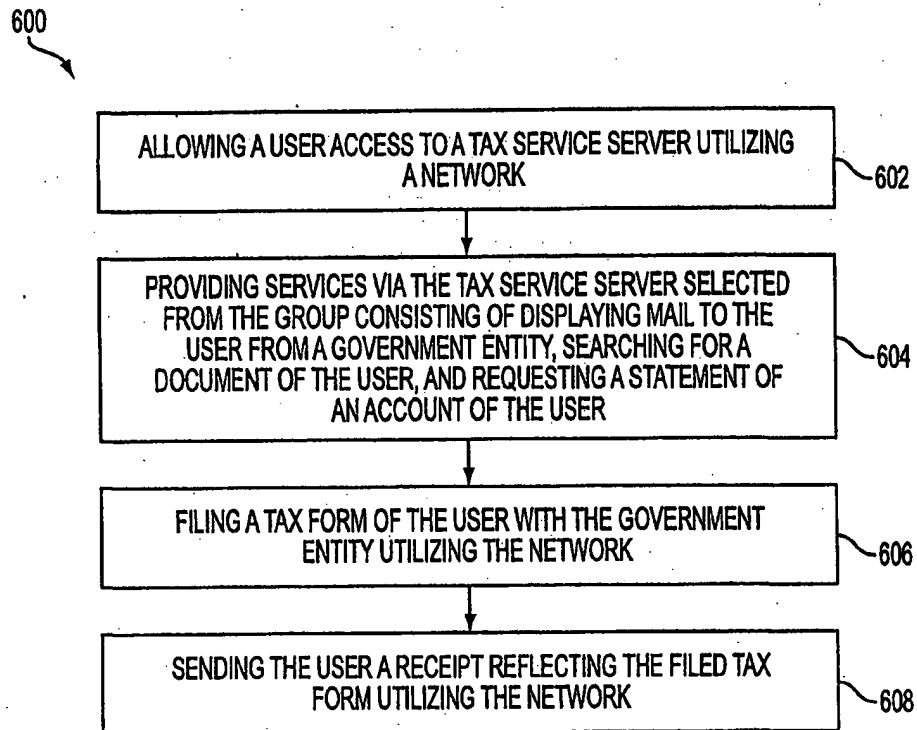 600
ALLOWING A USER ACCESS TO A TAX SERVICE SERVER UTILIZING
A NETWORK
602
PROVIDING SERVICES VIA THE TAX SERVICE SERVER SELECTED
FROM THE GROUP CONSISTING OF DISPLAYING MAIL TO THE
USER FROM A GOVERNMENT ENTITY, SEARCHING FOR A
DOCUMENT OF THE USER, AND REQUESTING A STATEMENT OF
AN ACCOUNT OF THE USER
604
FILING A TAX FORM OF THE USER WITH THE GOVERNMENT
ENTITY UTILIZING THE NETWORK
606
SENDING THE USER A RECEIPT REFLECTING THE FILED TAX
FORM UTILIZING THE NETWORK
608